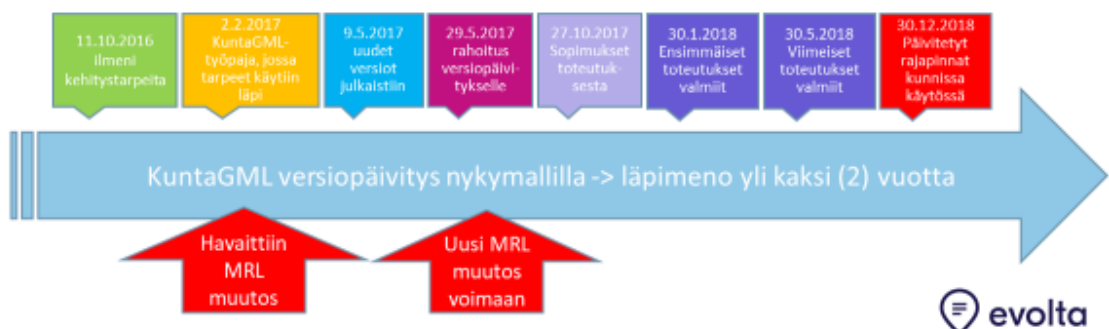 11.10.2016
ilmeni
kehitystarpeita
2.2.2017
KuntaGML-
työpaja, jossa
tarpeet käytiin
läpi
9.5.2017
uudet
versiot
julkaistiin
29.5.2017
rahoitus
versiopäivi-
tykselle
27.10.2017
Sopimukset
toteutuk-
sesta
30.1.2018
Ensimmäiset
toteutukset
valmiit
30.5.2018
Viimeiset
toteutukset
valmiit
30.12.2018
Päivitetyt
rajapinnat
kunnissa
käytössä
KuntaGML versiopäivitys nykymallilla -> läpimeno yli kaksi (2) vuotta
Havaittiin
MRL
muutos
Uusi MRL
muutos
voimaan
evolta